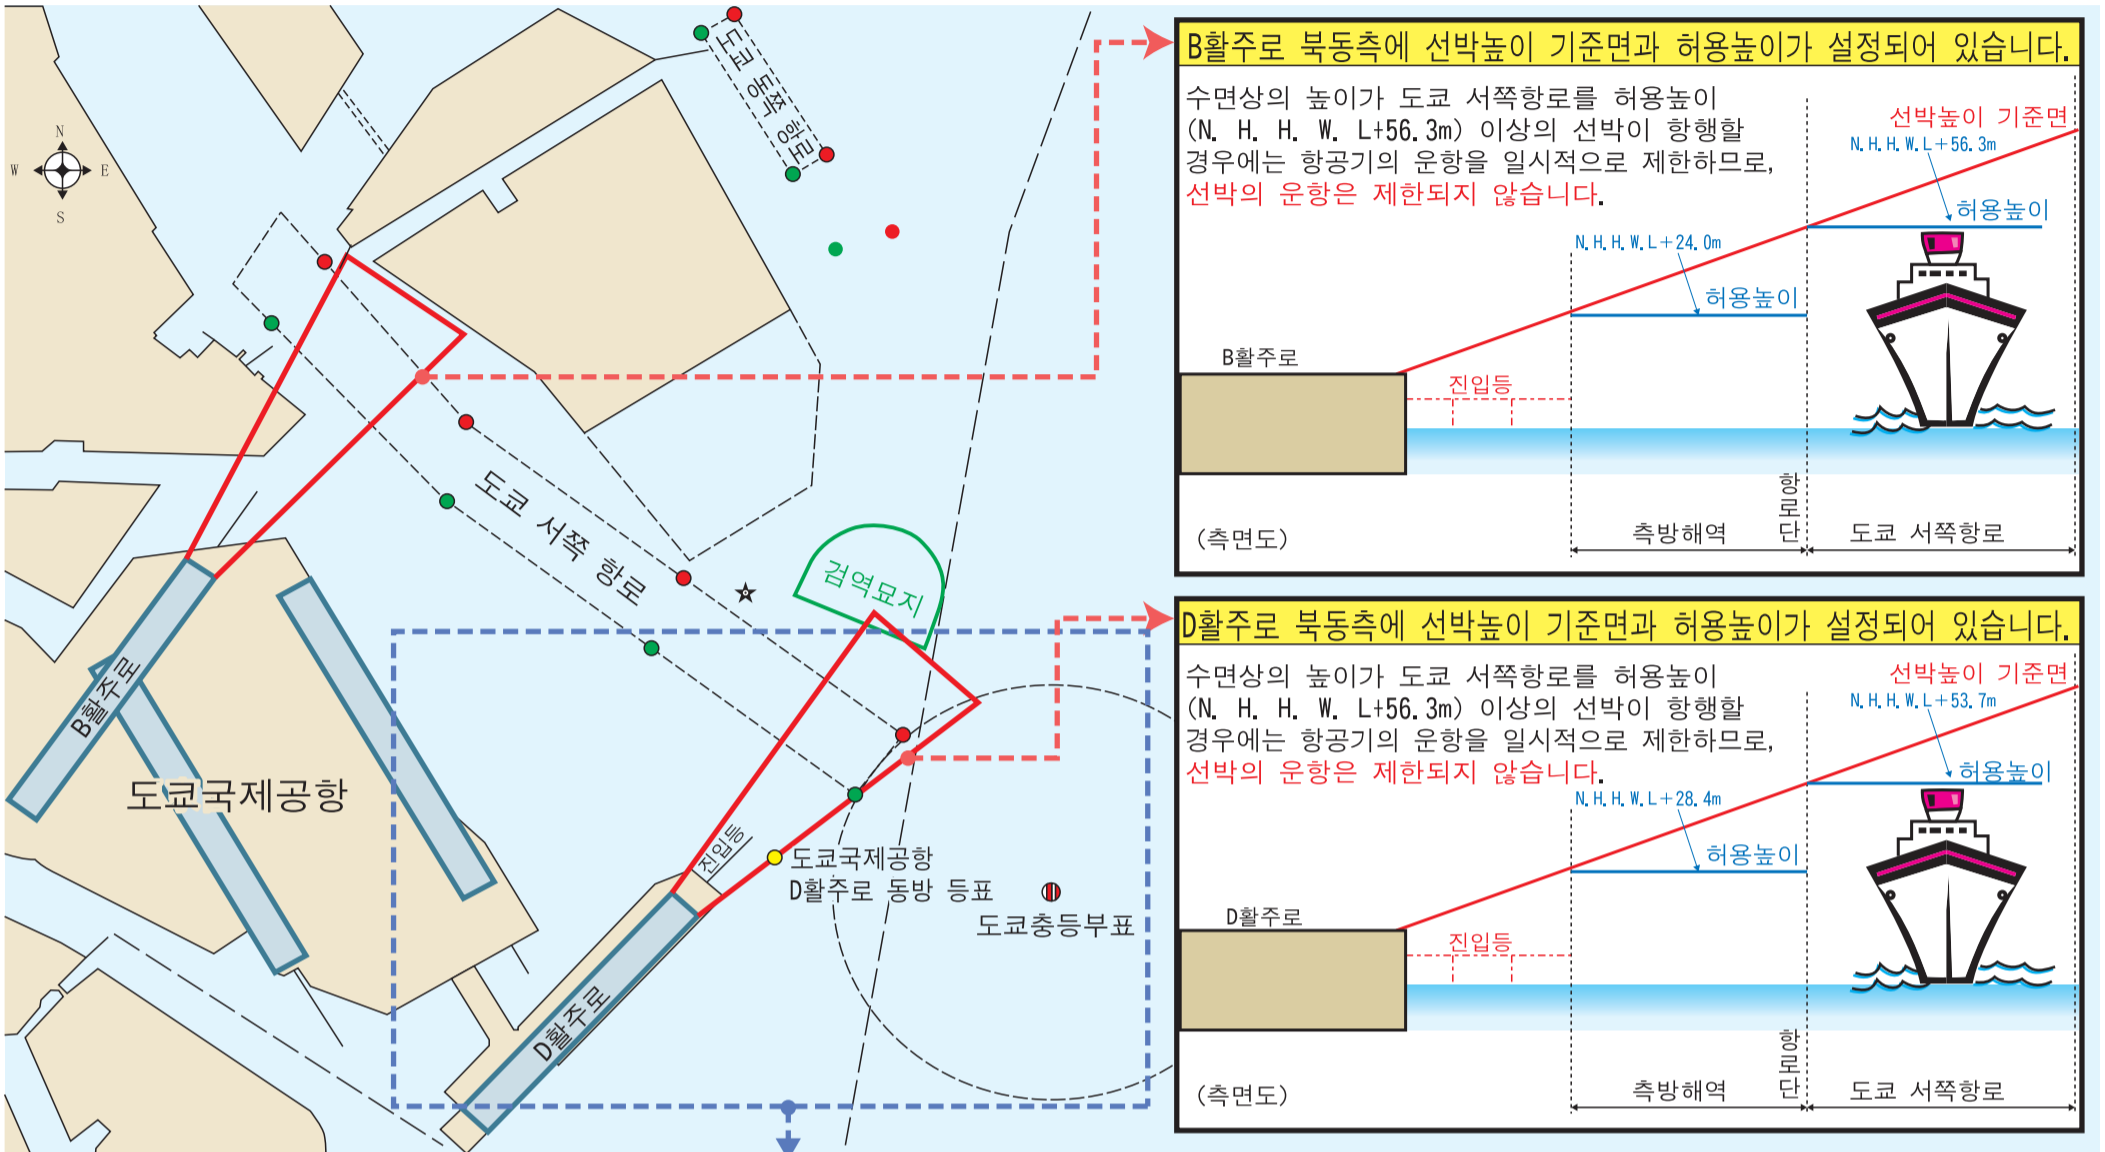 N
W
E
S
도쿄 동쪽 항로
도쿄 서쪽 항로
검역묘지
B활주로
도쿄국제공항
진입등
도쿄국제공항
D활주로 동방 등표
도쿄충등부표
D활주로
B활주로 북동측에 선박높이 기준면과 허용높이가 설정되어 있습니다.
수면상의 높이가 도쿄 서쪽항로를 허용높이
(N. H. H. W. L+56.3m) 이상의 선박이 항행할
경우에는 항공기의 운항을 일시적으로 제한하므로,
선박의 운항은 제한되지 않습니다.
선박높이 기준면
N.H.H.W.L+56.3m
허용높이
N.H.H.W.L+24.0m
허용높이
B활주로
진입등
항로단
(측면도)
측방해역
도쿄 서쪽항로
D활주로 북동측에 선박높이 기준면과 허용높이가 설정되어 있습니다.
수면상의 높이가 도쿄 서쪽항로를 허용높이
(N. H. H. W. L+56.3m) 이상의 선박이 항행할
경우에는 항공기의 운항을 일시적으로 제한하므로,
선박의 운항은 제한되지 않습니다.
선박높이 기준면
N.H.H.W.L+53.7m
허용높이
N.H.H.W.L+28.4m
허용높이
D활주로
진입등
항로단
(측면도)
측방해역
도쿄 서쪽항로